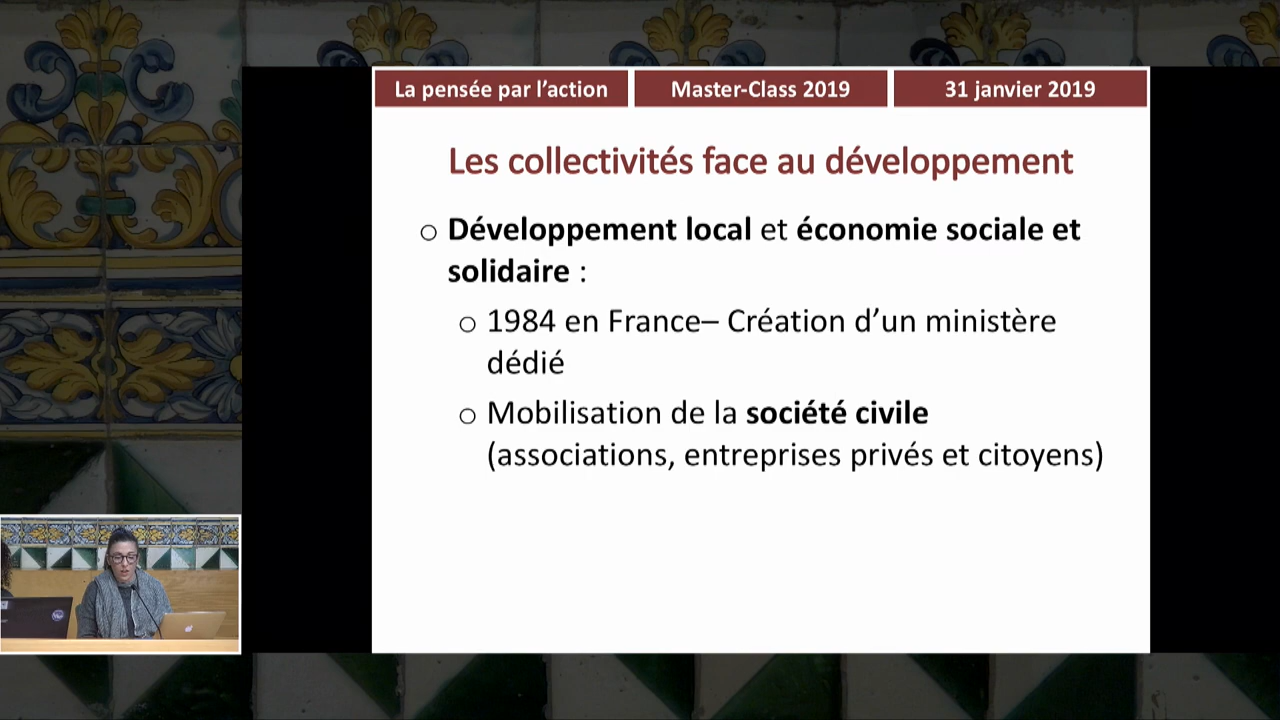 La pensée par l’action
Master-Class 2019
31 janvier 2019
Les collectivités face au développement
○ Développement local et économie sociale et
solidaire :
○ 1984 en France– Création d’un ministère
dédié
○ Mobilisation de la société civile
(associations, entreprises privés et citoyens)